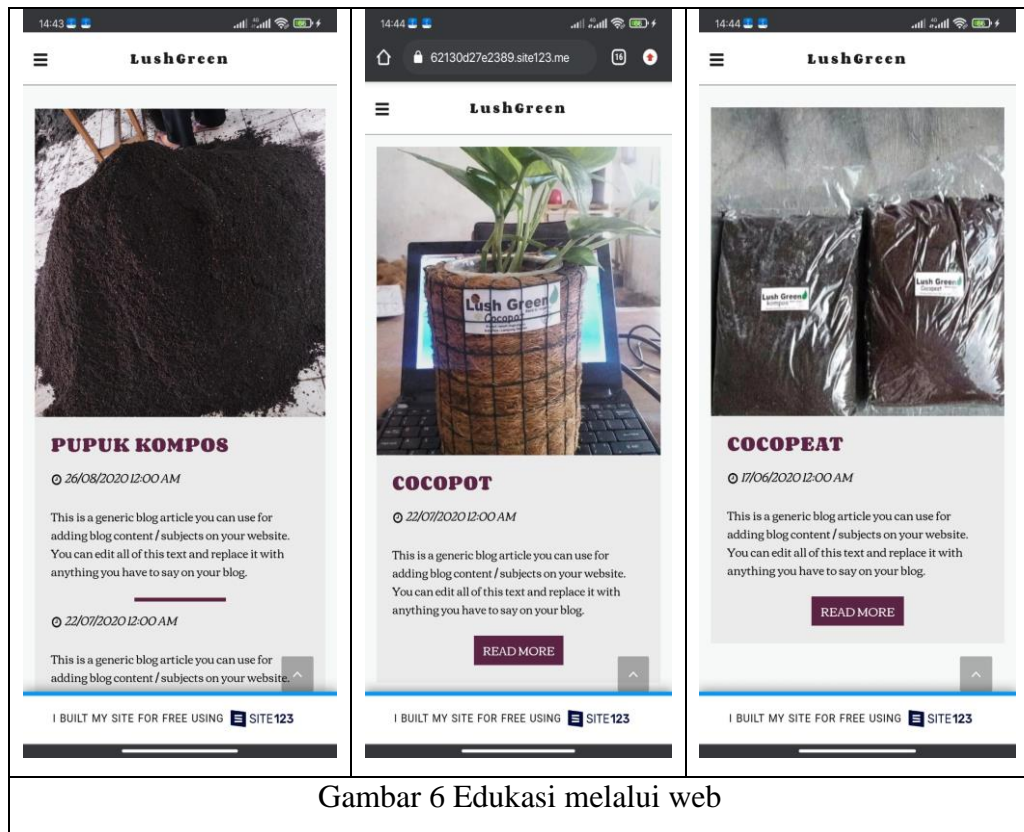 14:43
LushGreen
PUPUK KOMPOS
26/08/2020 12:00 AM
This is a generic blog article you can use for
adding blog content / subjects on your website.
You can edit all of this text and replace it with
anything you have to say on your blog.
22/07/2020 12:00 AM
This is a generic blog article you can use for
adding blog content / subjects on your website.
I BUILT MY SITE FOR FREE USING SITE123
14:44
62130d27e2389.site123.me
16
LushGreen
Lush Green
Cocopot
COCOPOT
22/07/2020 12:00 AM
This is a generic blog article you can use for
adding blog content / subjects on your website.
You can edit all of this text and replace it with
anything you have to say on your blog.
READ MORE
I BUILT MY SITE FOR FREE USING SITE123
14:44
LushGreen
Lush Green
kompos
Lush Green
Cocopeat
COCOPEAT
17/06/2020 12:00 AM
This is a generic blog article you can use for
adding blog content / subjects on your website.
You can edit all of this text and replace it with
anything you have to say on your blog.
READ MORE
I BUILT MY SITE FOR FREE USING SITE123
Gambar 6 Edukasi melalui web